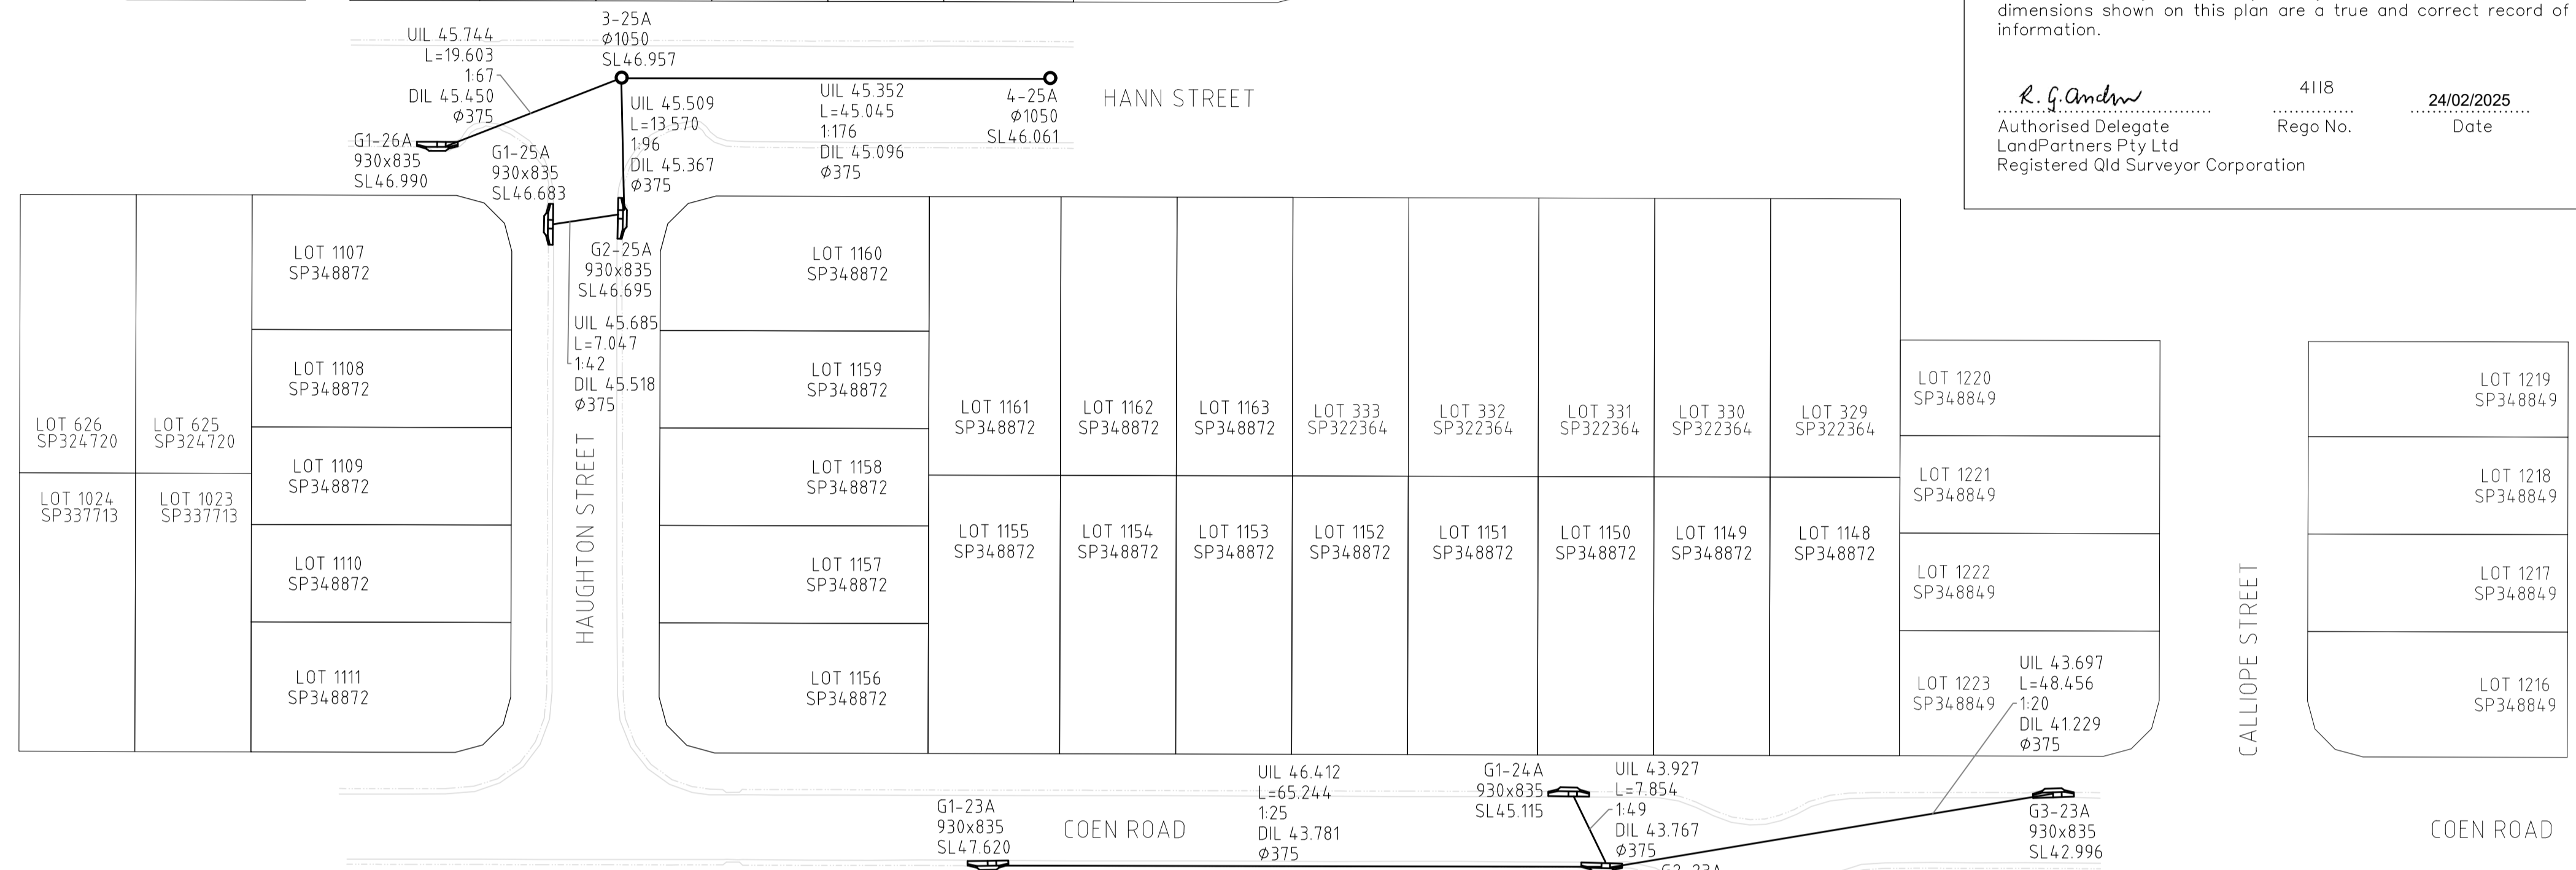 dimensions shown on this plan are a true and correct record of
information.
R. G. Andrw
4118
24/02/2025
Authorised Delegate
Rego No.
Date
LandPartners Pty Ltd
Registered Qld Surveyor Corporation
UIL 45.744
L=19.603
1:67
DIL 45.450
Φ375
3-25A
Φ1050
SL46.957
G1-26A
930x835
SL46.990
G1-25A
930x835
SL46.683
UIL 45.509
L=13.570
1:96
DIL 45.367
Φ375
UIL 45.352
L=45.045
1:176
DIL 45.096
Φ375
4-25A
Φ1050
SL46.061
HANN STREET
G2-25A
930x835
SL46.695
UIL 45.685
L=7.047
1:42
DIL 45.518
Φ375
LOT 626
SP324720
LOT 625
SP324720
LOT 1024
SP337713
LOT 1023
SP337713
LOT 1107
SP348872
LOT 1108
SP348872
LOT 1109
SP348872
LOT 1110
SP348872
LOT 1111
SP348872
HAUGHTON STREET
LOT 1160
SP348872
LOT 1159
SP348872
LOT 1158
SP348872
LOT 1157
SP348872
LOT 1156
SP348872
LOT 1161
SP348872
LOT 1162
SP348872
LOT 1163
SP348872
LOT 333
SP322364
LOT 332
SP322364
LOT 331
SP322364
LOT 330
SP322364
LOT 329
SP322364
LOT 1155
SP348872
LOT 1154
SP348872
LOT 1153
SP348872
LOT 1152
SP348872
LOT 1151
SP348872
LOT 1150
SP348872
LOT 1149
SP348872
LOT 1148
SP348872
LOT 1220
SP348849
LOT 1221
SP348849
LOT 1222
SP348849
LOT 1223
SP348849
UIL 43.697
L=48.456
1:20
DIL 41.229
Φ375
CALLIOPE STREET
LOT 1219
SP348849
LOT 1218
SP348849
LOT 1217
SP348849
LOT 1216
SP348849
G1-23A
930x835
SL47.620
COEN ROAD
UIL 46.412
L=65.244
1:25
DIL 43.781
Φ375
G1-24A
930x835
SL45.115
UIL 43.927
L=7.854
1:49
DIL 43.767
Φ375
G2-23A
G3-23A
930x835
SL42.996
COEN ROAD